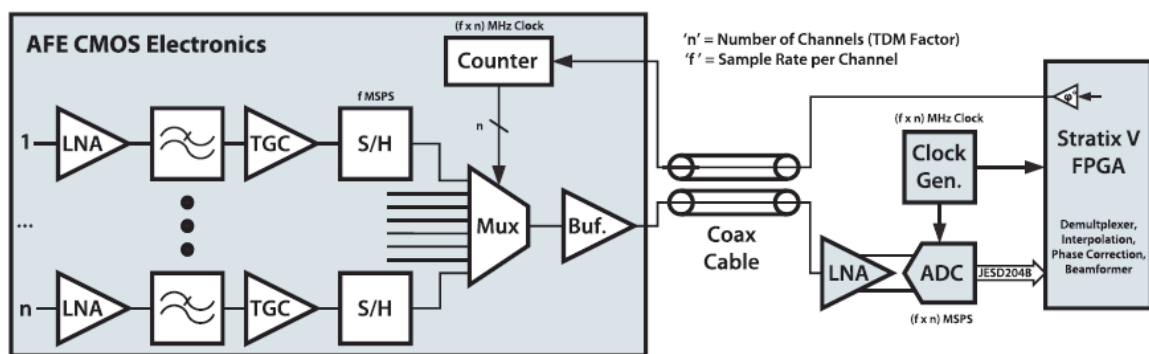 AFE CMOS Electronics
(f x n) MHz Clock
Counter
'n' = Number of Channels (TDM Factor)
'f ' = Sample Rate per Channel
f MSPS
n
1
LNA
TGC
S/H
...
Mux
Buf.
n
LNA
TGC
S/H
Coax
Cable
φ°
(f x n) MHz Clock
Clock
Gen.
Stratix V
FPGA
Demultplexer,
Interpolation,
Phase Correction,
Beamformer
LNA
ADC
JESD204B
(f x n) MSPS